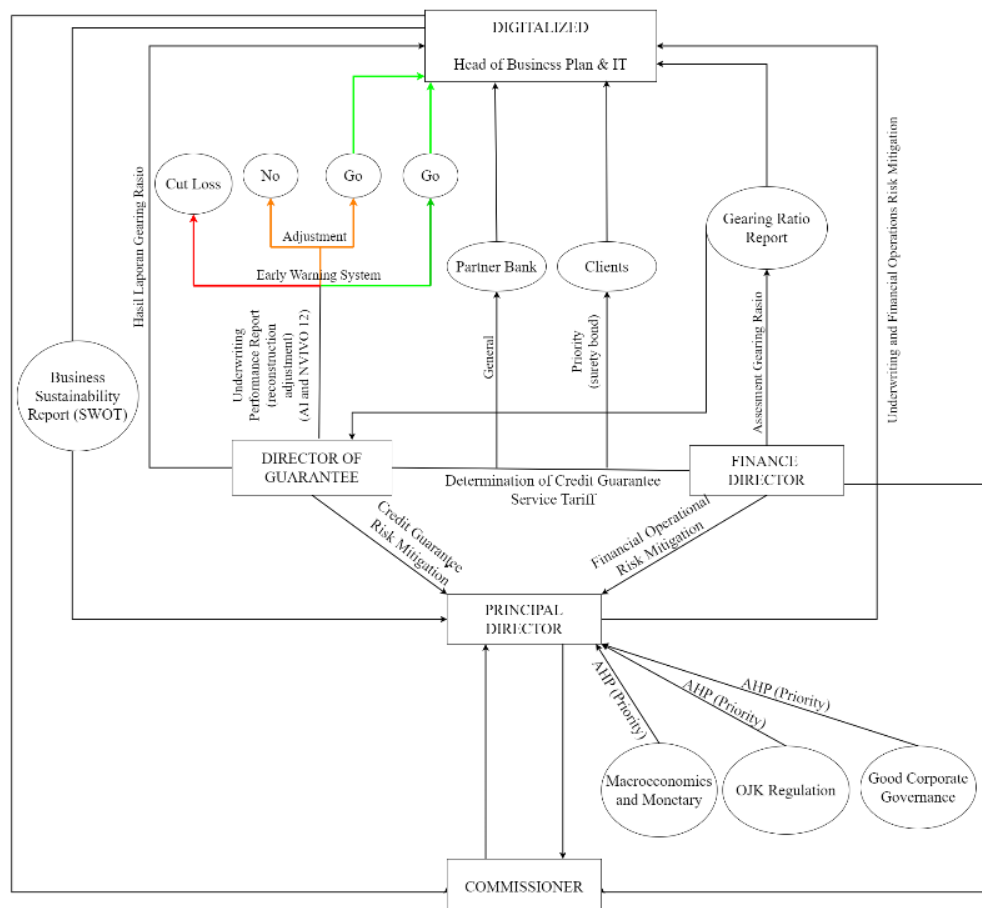 DIGITALIZED
Head of Business Plan & IT
Hasil Laporan Gearing Rasio
Underwriting and Financial Operations Risk Mitigation
Cut Loss
No
Go
Go
Gearing Ratio
Report
Adjustment
Early Warning System
Partner Bank
Clients
Business
Sustainability
Report (SWOT)
Underwriting
Performance Report
(reconstruction
adjustment)
(AI and NVIVO 12)
General
Priority
(surety bond)
Assesment Gearing Rasio
DIRECTOR OF
GUARANTEE
Determination of Credit Guarantee
Service Tariff
FINANCE
DIRECTOR
Credit Guarantee
Risk Mitigation
Financial Operational
Risk Mitigation
PRINCIPAL
DIRECTOR
AHP (Priority)
AHP (Priority)
AHP (Priority)
Macroeconomics
and Monetary
OJK Regulation
Good Corporate
Governance
COMMISSIONER